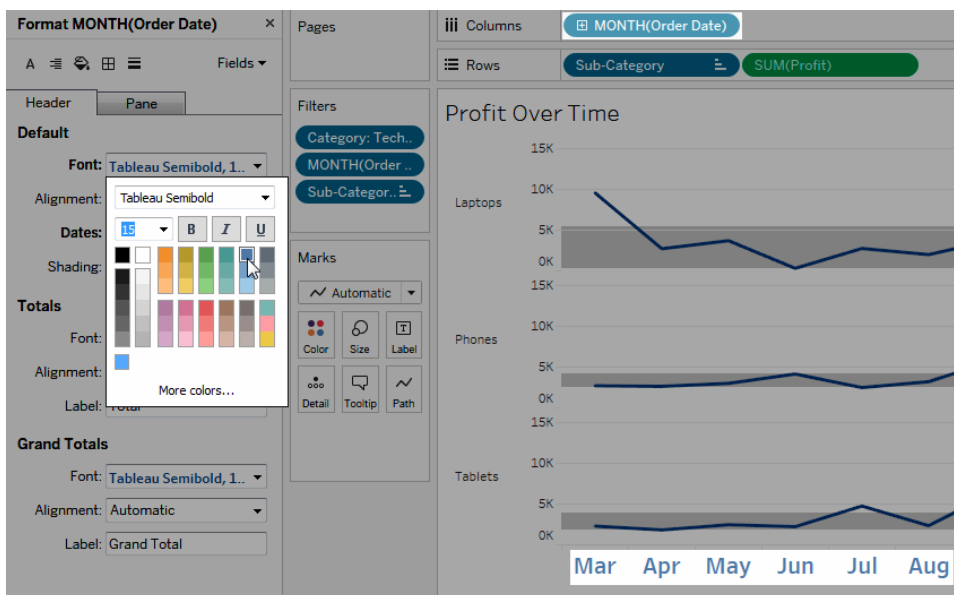 Format MONTH(Order Date) ×
A Fields
Header Pane
Default
Font: Tableau Semibold, 1..
Tableau Semibold
Alignment:
15 B I U
Dates:
Shading:
Totals
Font:
Alignment:
More colors...
Label: Total
Grand Totals
Font: Tableau Semibold, 1..
Alignment: Automatic
Label: Grand Total
Pages
Filters
Category: Tech..
MONTH(Order ..
Sub-Categor..
Marks
Automatic
T
Color Size Label
Detail Tooltip Path
Columns MONTH(Order Date)
Rows Sub-Category SUM(Profit)
Profit Over Time
15K
10K
Laptops
5K
0K
15K
10K
Phones
5K
0K
15K
10K
Tablets
5K
0K
Mar Apr May Jun Jul Aug